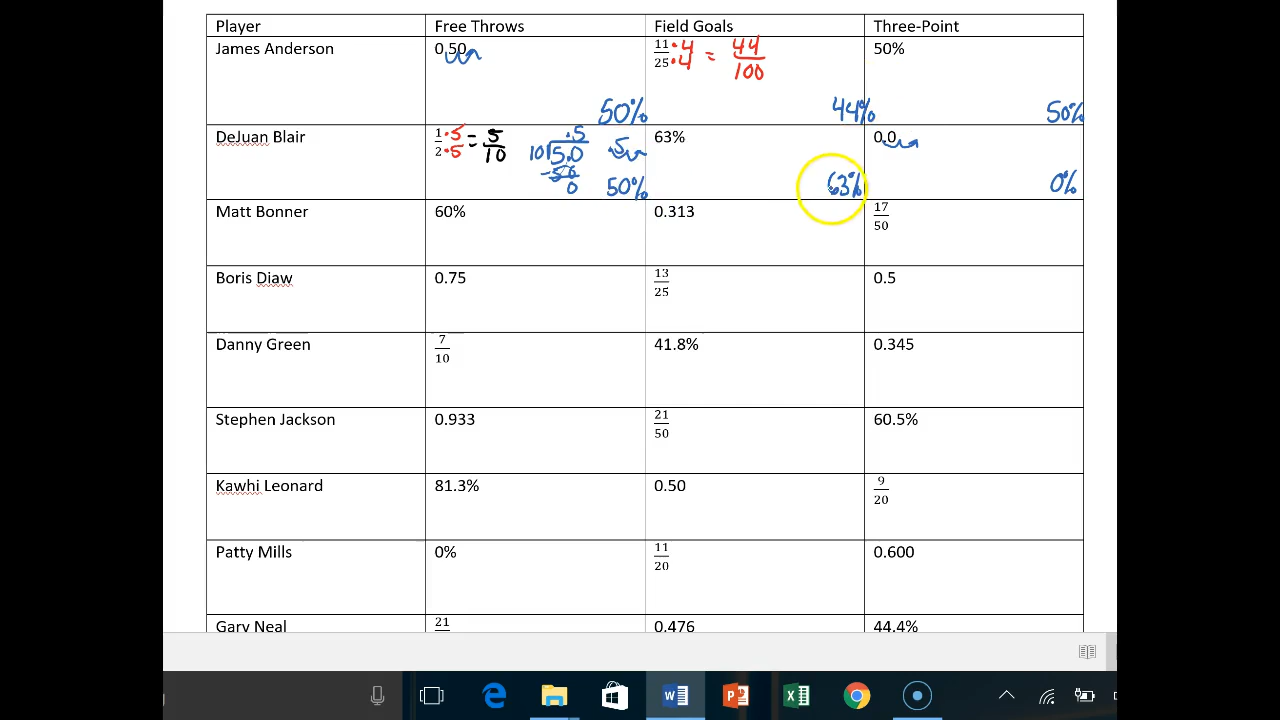 Player Free Throws Field Goals Three-Point
James Anderson 0.50 11/25 ·4/·4 = 44/100 50%
50% 44% 50%
DeJuan Blair 1/2 ·5/·5 = 5/10 63% 0.0
.5
10 5.0 .5
-50
0 50% 63% 0%
Matt Bonner 60% 0.313 17/50
Boris Diaw 0.75 13/25 0.5
Danny Green 7/10 41.8% 0.345
Stephen Jackson 0.933 21/50 60.5%
Kawhi Leonard 81.3% 0.50 9/20
Patty Mills 0% 11/20 0.600
Gary Neal 21 0.476 44.4%